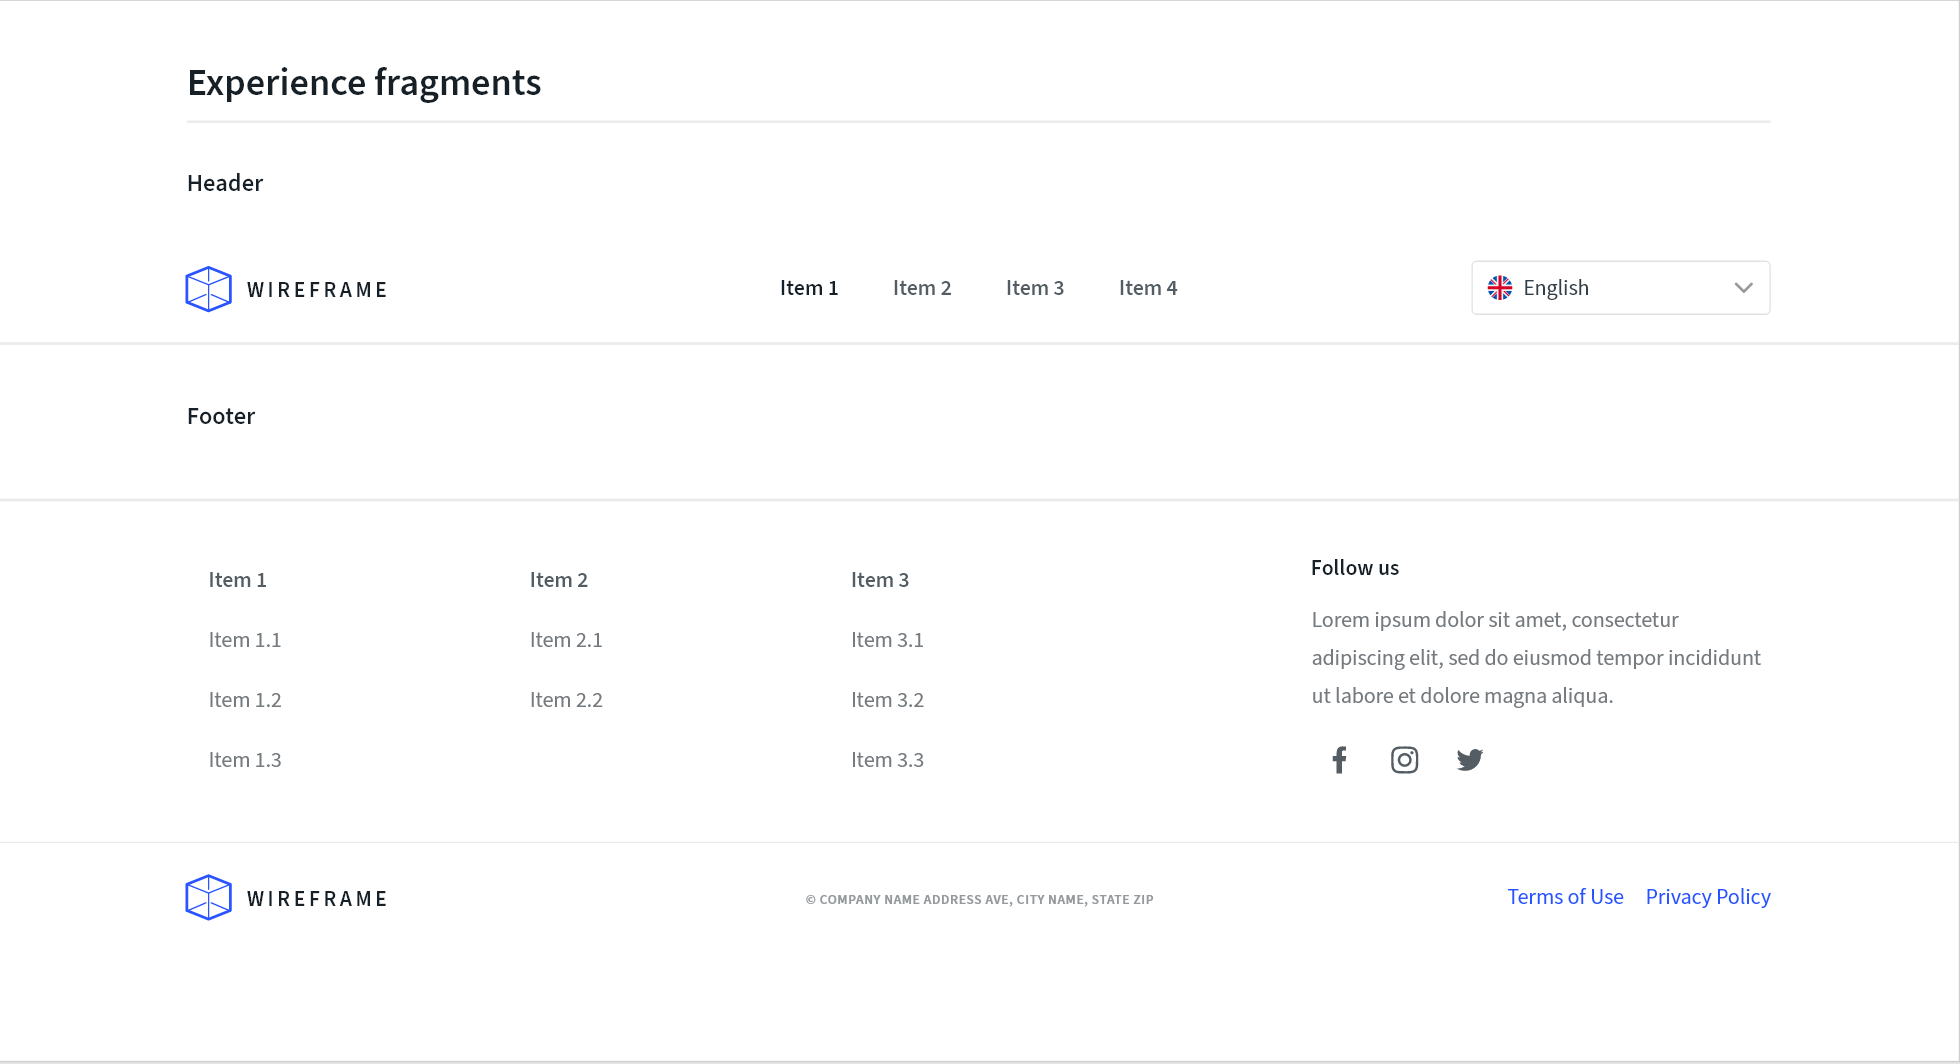 Experience fragments
Header
WIREFRAME
Item 1 Item 2 Item 3 Item 4
English
Footer
Item 1
Item 1.1
Item 1.2
Item 1.3
Item 2
Item 2.1
Item 2.2
Item 3
Item 3.1
Item 3.2
Item 3.3
Follow us
Lorem ipsum dolor sit amet, consectetur
adipiscing elit, sed do eiusmod tempor incididunt
ut labore et dolore magna aliqua.
WIREFRAME
© COMPANY NAME ADDRESS AVE, CITY NAME, STATE ZIP
Terms of Use Privacy Policy